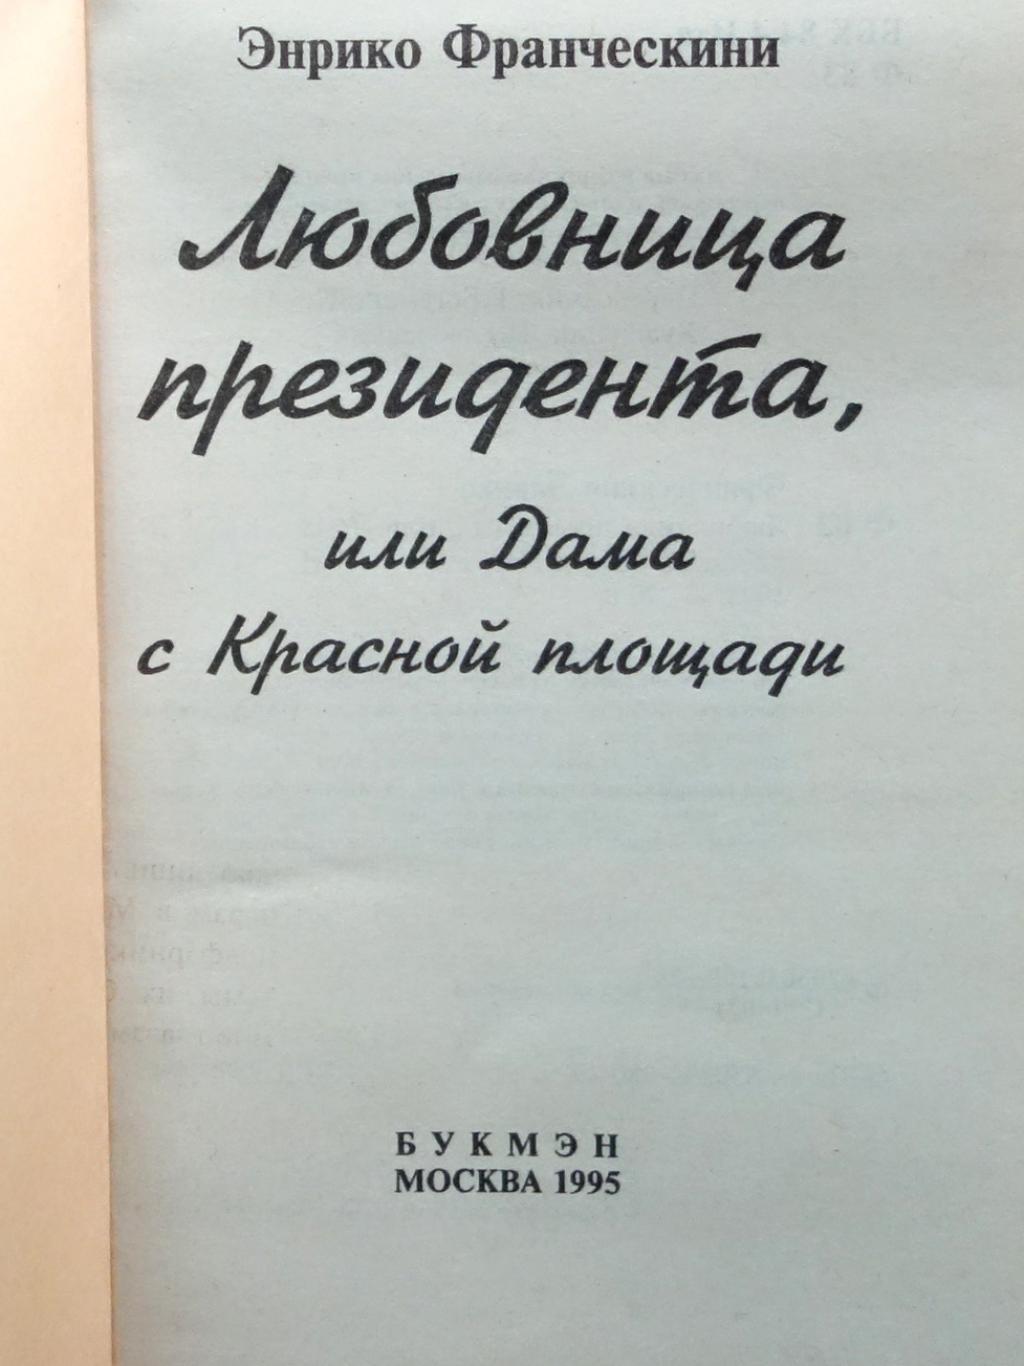 Энрико Франческини
Любовница
президента,
или Дама
с Красной площади
БУКМЭН
МОСКВА 1995